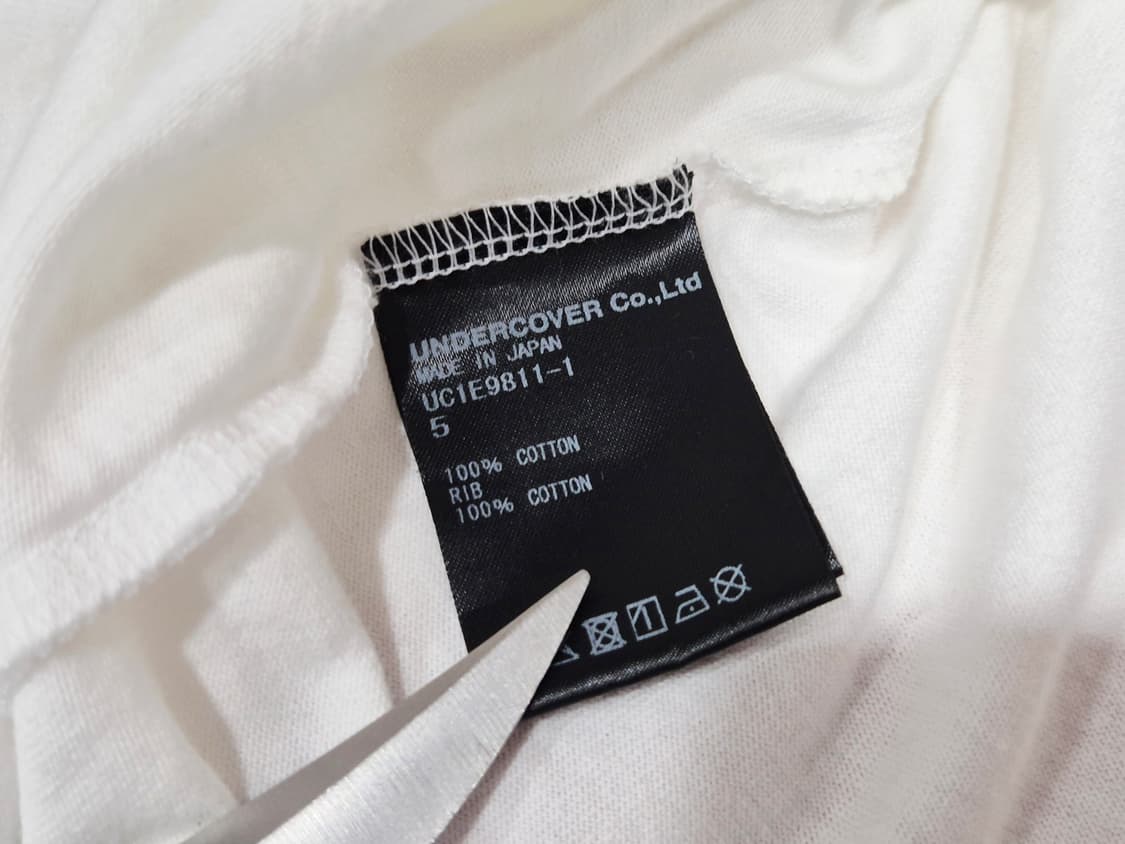 UNDERCOVER Co.,Ltd
MADE IN JAPAN
UC1E9811-1
5
100% COTTON
RIB
100% COTTON